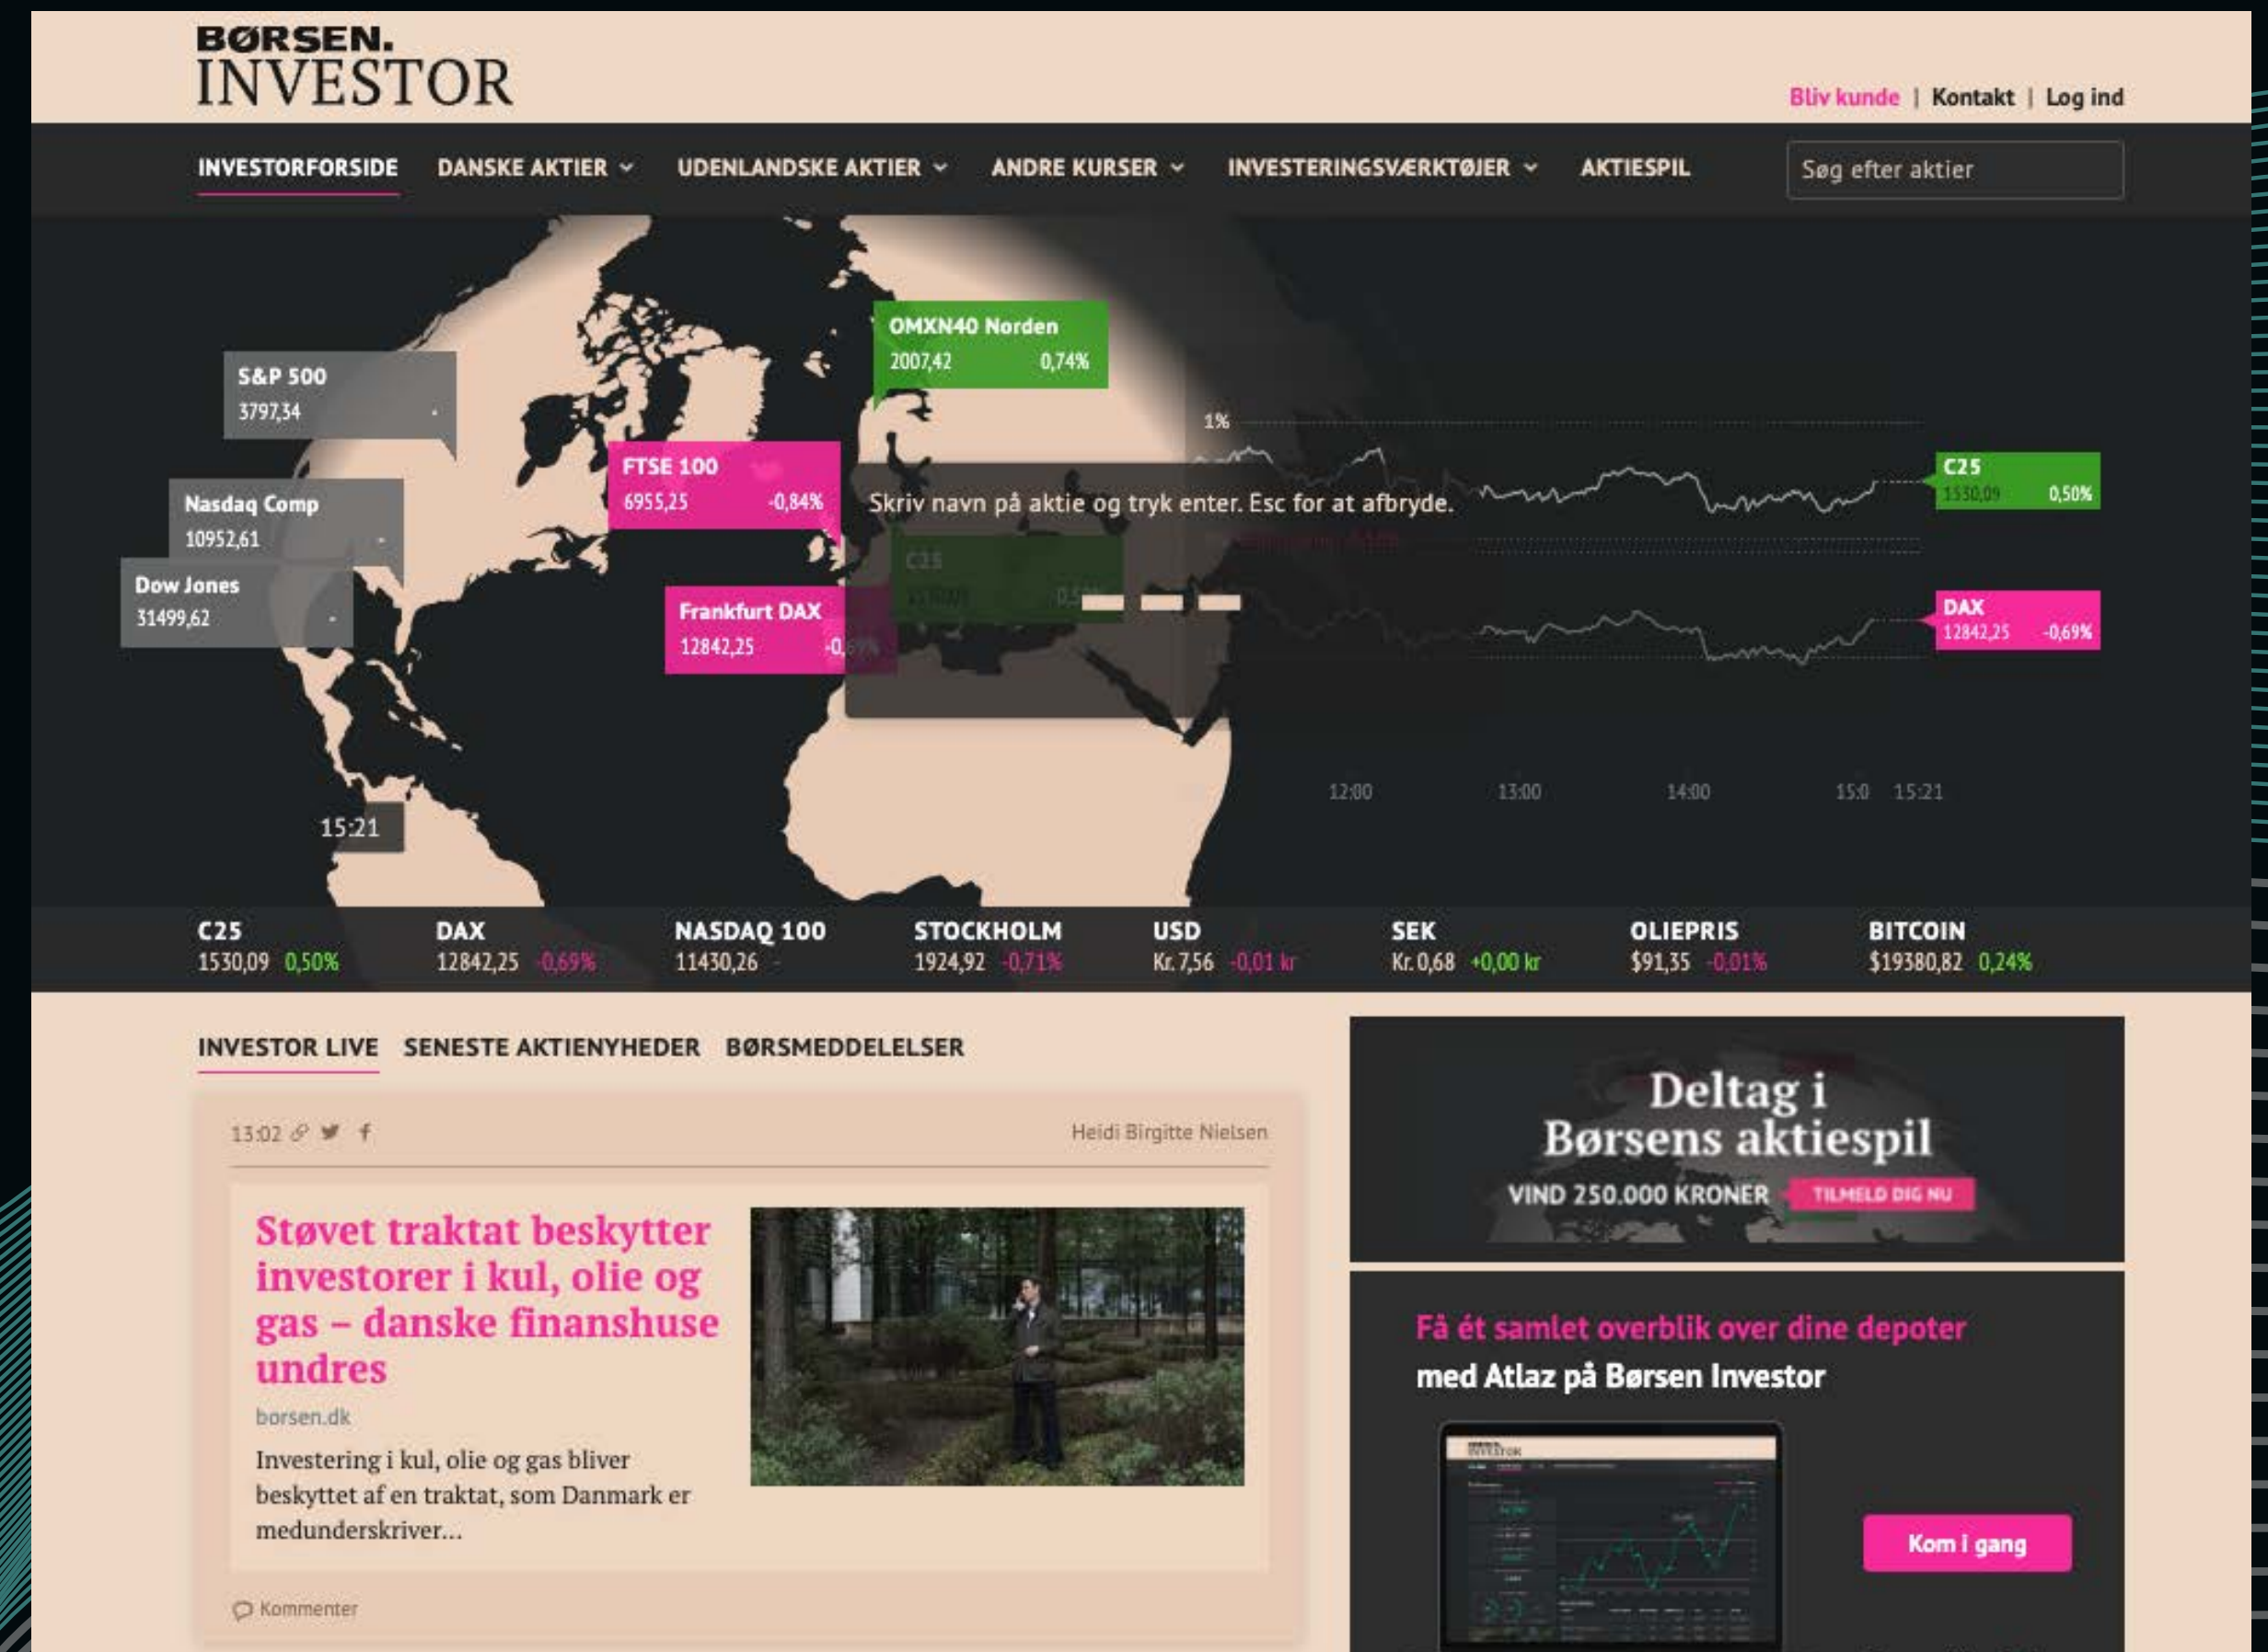 BØRSEN.
INVESTOR
Bliv kunde | Kontakt | Log ind
INVESTORFORSIDE DANSKE AKTIER UDENLANDSKE AKTIER ANDRE KURSER INVESTERINGSVÆRKTØJER AKTIESPIL Søg efter aktier
OMXN40 Norden
2007,42 0,74%
S&P 500
3797,34 -
1%
FTSE 100
6955,25 -0,84%
C25
1530,09 0,50%
Nasdaq Comp
10952,61 -
Skriv navn på aktie og tryk enter. Esc for at afbryde.
C25
Dow Jones
31499,62 -
Frankfurt DAX
12842,25 -0,69%
DAX
12842,25 -0,69%
12:00 13:00 14:00 15:0 15:21
15:21
C25 DAX NASDAQ 100 STOCKHOLM USD SEK OLIEPRIS BITCOIN
1530,09 0,50% 12842,25 -0,69% 11430,26 - 1924,92 -0,71% Kr. 7,56 -0,01 kr Kr. 0,68 +0,00 kr $91,35 -0,01% $19380,82 0,24%
INVESTOR LIVE SENESTE AKTIENYHEDER BØRSMEDDELELSER
13:02 Heidi Birgitte Nielsen
Støvet traktat beskytter
investorer i kul, olie og
gas – danske finanshuse
undres
borsen.dk
Investering i kul, olie og gas bliver
beskyttet af en traktat, som Danmark er
medunderskriver...
Kommenter
Deltag i
Børsens aktiespil
VIND 250.000 KRONER TILMELD DIG NU
Få ét samlet overblik over dine depoter
med Atlaz på Børsen Investor
INVESTOR
Kom i gang